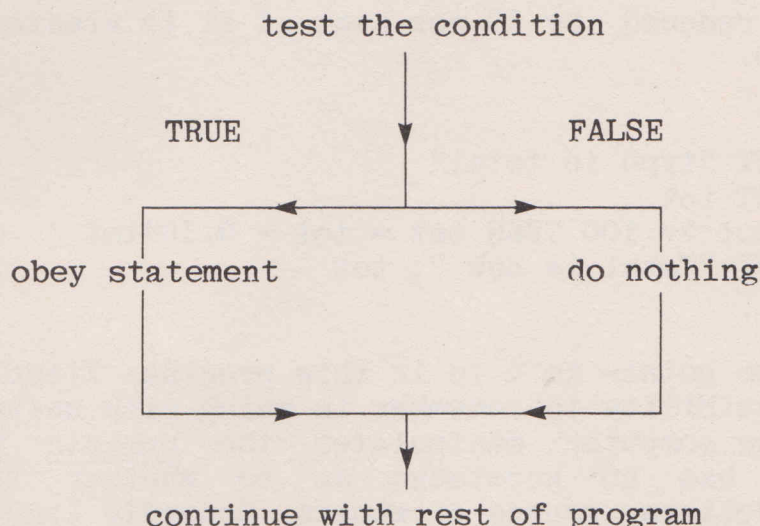 test the condition
TRUE FALSE
obey statement do nothing
continue with rest of program